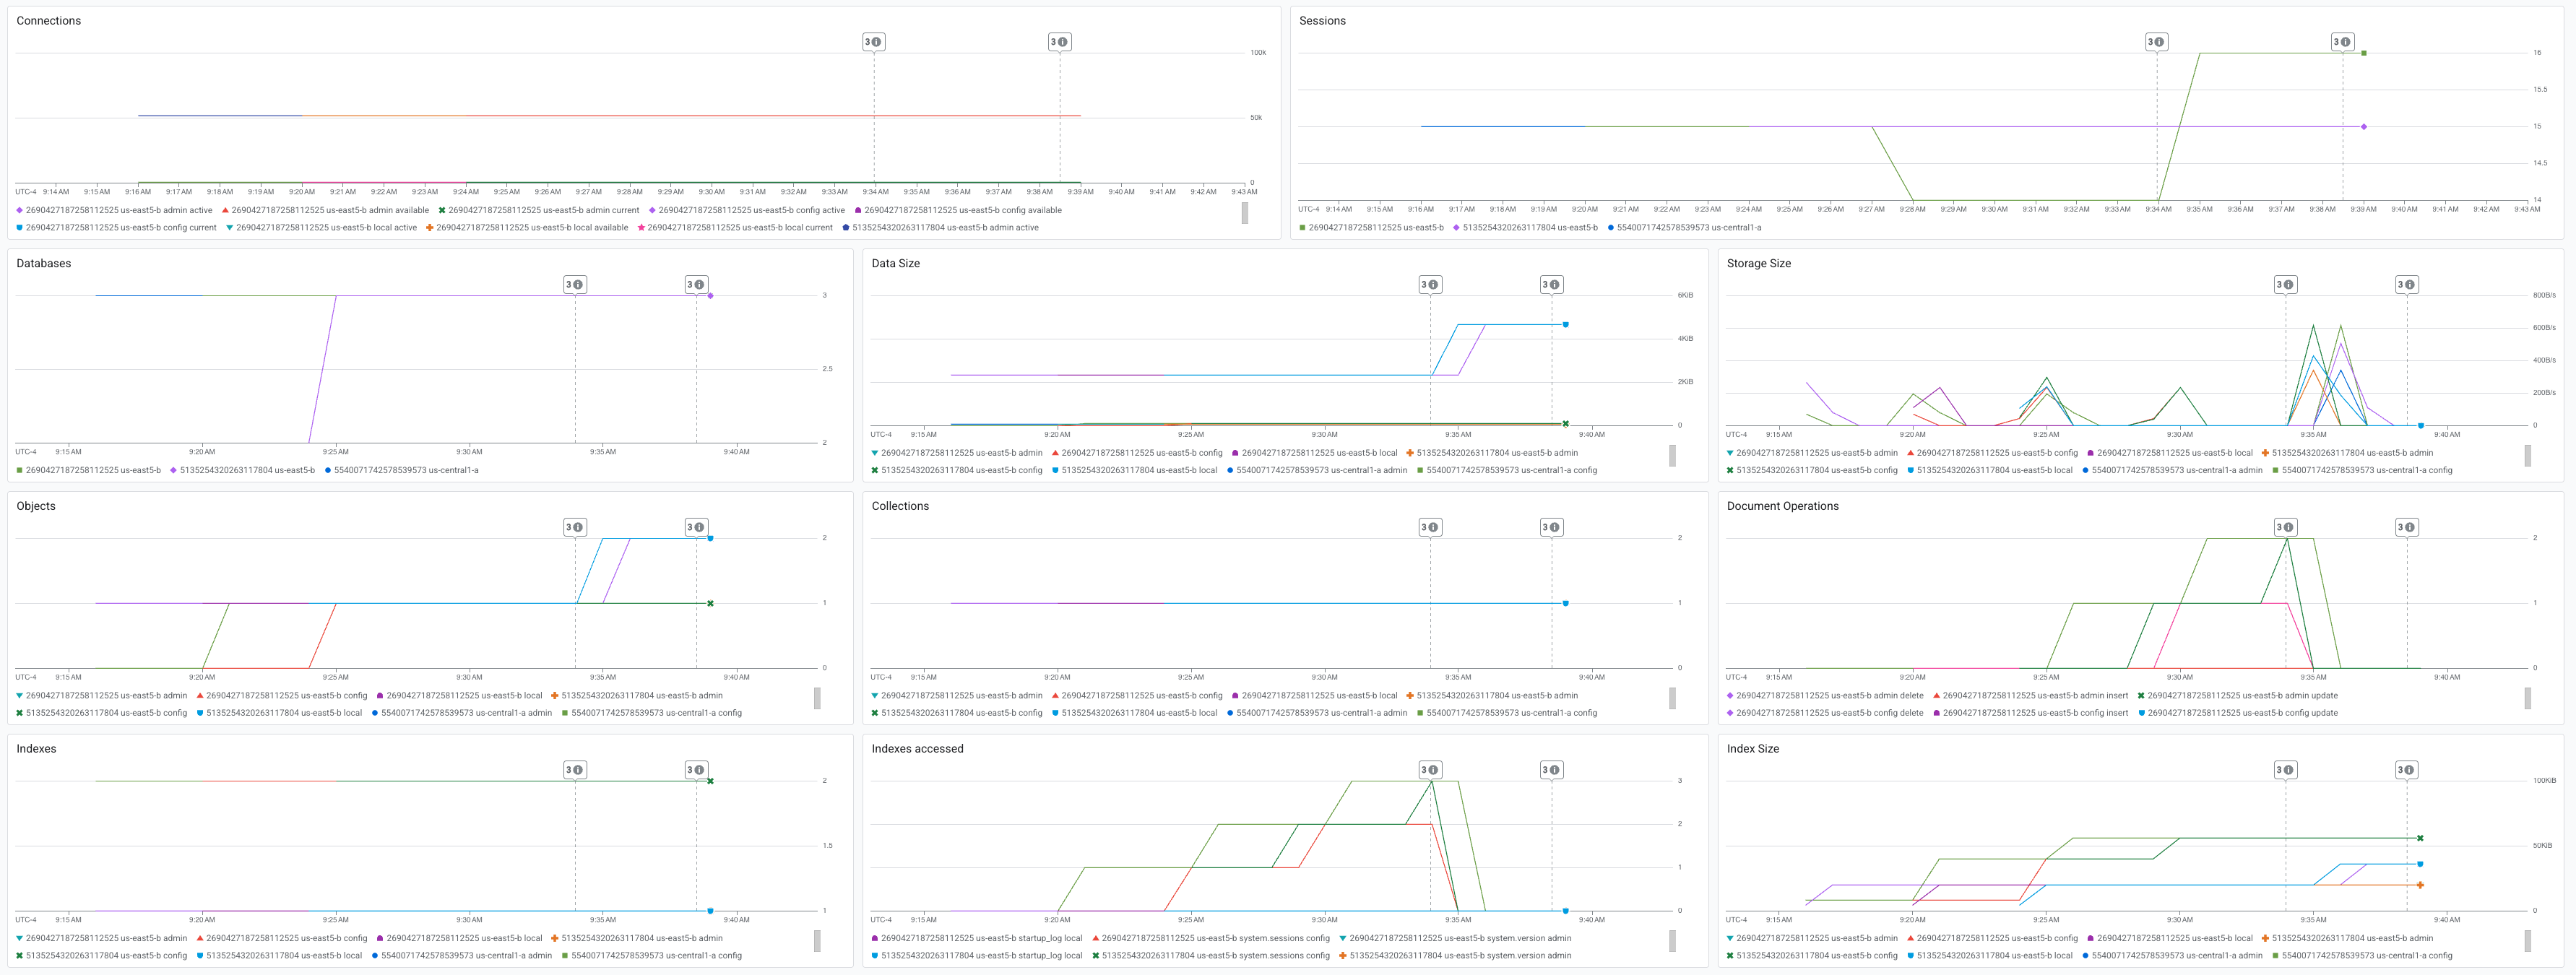 Connections
3
3
100k
50k
0
UTC-4 9:14 AM 9:15 AM 9:16 AM 9:17 AM 9:18 AM 9:19 AM 9:20 AM 9:21 AM 9:22 AM 9:23 AM 9:24 AM 9:25 AM 9:26 AM 9:27 AM 9:28 AM 9:29 AM 9:30 AM 9:31 AM 9:32 AM 9:33 AM 9:34 AM 9:35 AM 9:36 AM 9:37 AM 9:38 AM 9:39 AM 9:40 AM 9:41 AM 9:42 AM 9:43 AM
2690427187258112525 us-east5-b admin active 2690427187258112525 us-east5-b admin available 2690427187258112525 us-east5-b admin current 2690427187258112525 us-east5-b config active 2690427187258112525 us-east5-b config available
2690427187258112525 us-east5-b config current 2690427187258112525 us-east5-b local active 2690427187258112525 us-east5-b local available 2690427187258112525 us-east5-b local current 5135254320263117804 us-east5-b admin active
Sessions
3
3
16
15.5
15
14.5
14
UTC-4 9:14 AM 9:15 AM 9:16 AM 9:17 AM 9:18 AM 9:19 AM 9:20 AM 9:21 AM 9:22 AM 9:23 AM 9:24 AM 9:25 AM 9:26 AM 9:27 AM 9:28 AM 9:29 AM 9:30 AM 9:31 AM 9:32 AM 9:33 AM 9:34 AM 9:35 AM 9:36 AM 9:37 AM 9:38 AM 9:39 AM 9:40 AM 9:41 AM 9:42 AM 9:43 AM
2690427187258112525 us-east5-b 5135254320263117804 us-east5-b 5540071742578539573 us-central1-a
Databases
3
3
3
2.5
2
UTC-4 9:15 AM 9:20 AM 9:25 AM 9:30 AM 9:35 AM 9:40 AM
2690427187258112525 us-east5-b 5135254320263117804 us-east5-b 5540071742578539573 us-central1-a
Data Size
3
3
6KiB
4KiB
2KiB
0
UTC-4 9:15 AM 9:20 AM 9:25 AM 9:30 AM 9:35 AM 9:40 AM
2690427187258112525 us-east5-b admin 2690427187258112525 us-east5-b config 2690427187258112525 us-east5-b local 5135254320263117804 us-east5-b admin
5135254320263117804 us-east5-b config 5135254320263117804 us-east5-b local 5540071742578539573 us-central1-a admin 5540071742578539573 us-central1-a config
Storage Size
3
3
800B/s
600B/s
400B/s
200B/s
0
UTC-4 9:15 AM 9:20 AM 9:25 AM 9:30 AM 9:35 AM 9:40 AM
2690427187258112525 us-east5-b admin 2690427187258112525 us-east5-b config 2690427187258112525 us-east5-b local 5135254320263117804 us-east5-b admin
5135254320263117804 us-east5-b config 5135254320263117804 us-east5-b local 5540071742578539573 us-central1-a admin 5540071742578539573 us-central1-a config
Objects
3
3
2
1
0
UTC-4 9:15 AM 9:20 AM 9:25 AM 9:30 AM 9:35 AM 9:40 AM
2690427187258112525 us-east5-b admin 2690427187258112525 us-east5-b config 2690427187258112525 us-east5-b local 5135254320263117804 us-east5-b admin
5135254320263117804 us-east5-b config 5135254320263117804 us-east5-b local 5540071742578539573 us-central1-a admin 5540071742578539573 us-central1-a config
Collections
3
3
2
1
0
UTC-4 9:15 AM 9:20 AM 9:25 AM 9:30 AM 9:35 AM 9:40 AM
2690427187258112525 us-east5-b admin 2690427187258112525 us-east5-b config 2690427187258112525 us-east5-b local 5135254320263117804 us-east5-b admin
5135254320263117804 us-east5-b config 5135254320263117804 us-east5-b local 5540071742578539573 us-central1-a admin 5540071742578539573 us-central1-a config
Document Operations
3
3
2
1
0
UTC-4 9:15 AM 9:20 AM 9:25 AM 9:30 AM 9:35 AM 9:40 AM
2690427187258112525 us-east5-b admin delete 2690427187258112525 us-east5-b admin insert 2690427187258112525 us-east5-b admin update
2690427187258112525 us-east5-b config delete 2690427187258112525 us-east5-b config insert 2690427187258112525 us-east5-b config update
Indexes
3
3
2
1.5
1
UTC-4 9:15 AM 9:20 AM 9:25 AM 9:30 AM 9:35 AM 9:40 AM
2690427187258112525 us-east5-b admin 2690427187258112525 us-east5-b config 2690427187258112525 us-east5-b local 5135254320263117804 us-east5-b admin
5135254320263117804 us-east5-b config 5135254320263117804 us-east5-b local 5540071742578539573 us-central1-a admin 5540071742578539573 us-central1-a config
Indexes accessed
3
3
3
2
1
0
UTC-4 9:15 AM 9:20 AM 9:25 AM 9:30 AM 9:35 AM 9:40 AM
2690427187258112525 us-east5-b startup_log local 2690427187258112525 us-east5-b system.sessions config 2690427187258112525 us-east5-b system.version admin
5135254320263117804 us-east5-b startup_log local 5135254320263117804 us-east5-b system.sessions config 5135254320263117804 us-east5-b system.version admin
Index Size
3
3
100KiB
50KiB
0
UTC-4 9:15 AM 9:20 AM 9:25 AM 9:30 AM 9:35 AM 9:40 AM
2690427187258112525 us-east5-b admin 2690427187258112525 us-east5-b config 2690427187258112525 us-east5-b local 5135254320263117804 us-east5-b admin
5135254320263117804 us-east5-b config 5135254320263117804 us-east5-b local 5540071742578539573 us-central1-a admin 5540071742578539573 us-central1-a config